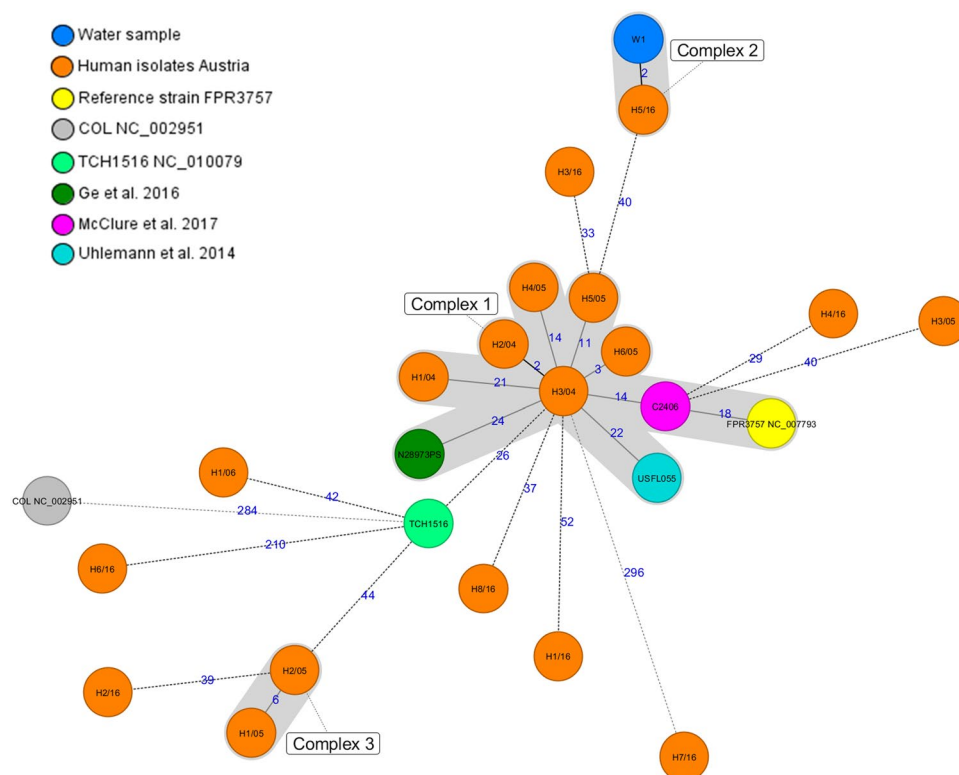 Water sample
Human isolates Austria
Reference strain FPR3757
COL NC_002951
TCH1516 NC_010079
Ge et al. 2016
McClure et al. 2017
Uhlemann et al. 2014
W1
Complex 2
2
H5/16
H3/16
40
33
H4/05
H5/05
Complex 1
H4/16
H3/05
H2/04
14
11
H6/05
29
40
2
3
H1/04
21
H3/04
14
C2406
18
FPR3757 NC_007793
24
22
N28973PS
26
USFL055
H1/06
42
37
COL NC_002951
284
TCH1516
52
210
H6/16
296
H8/16
44
H1/16
H2/05
39
H2/16
6
H1/05
Complex 3
H7/16